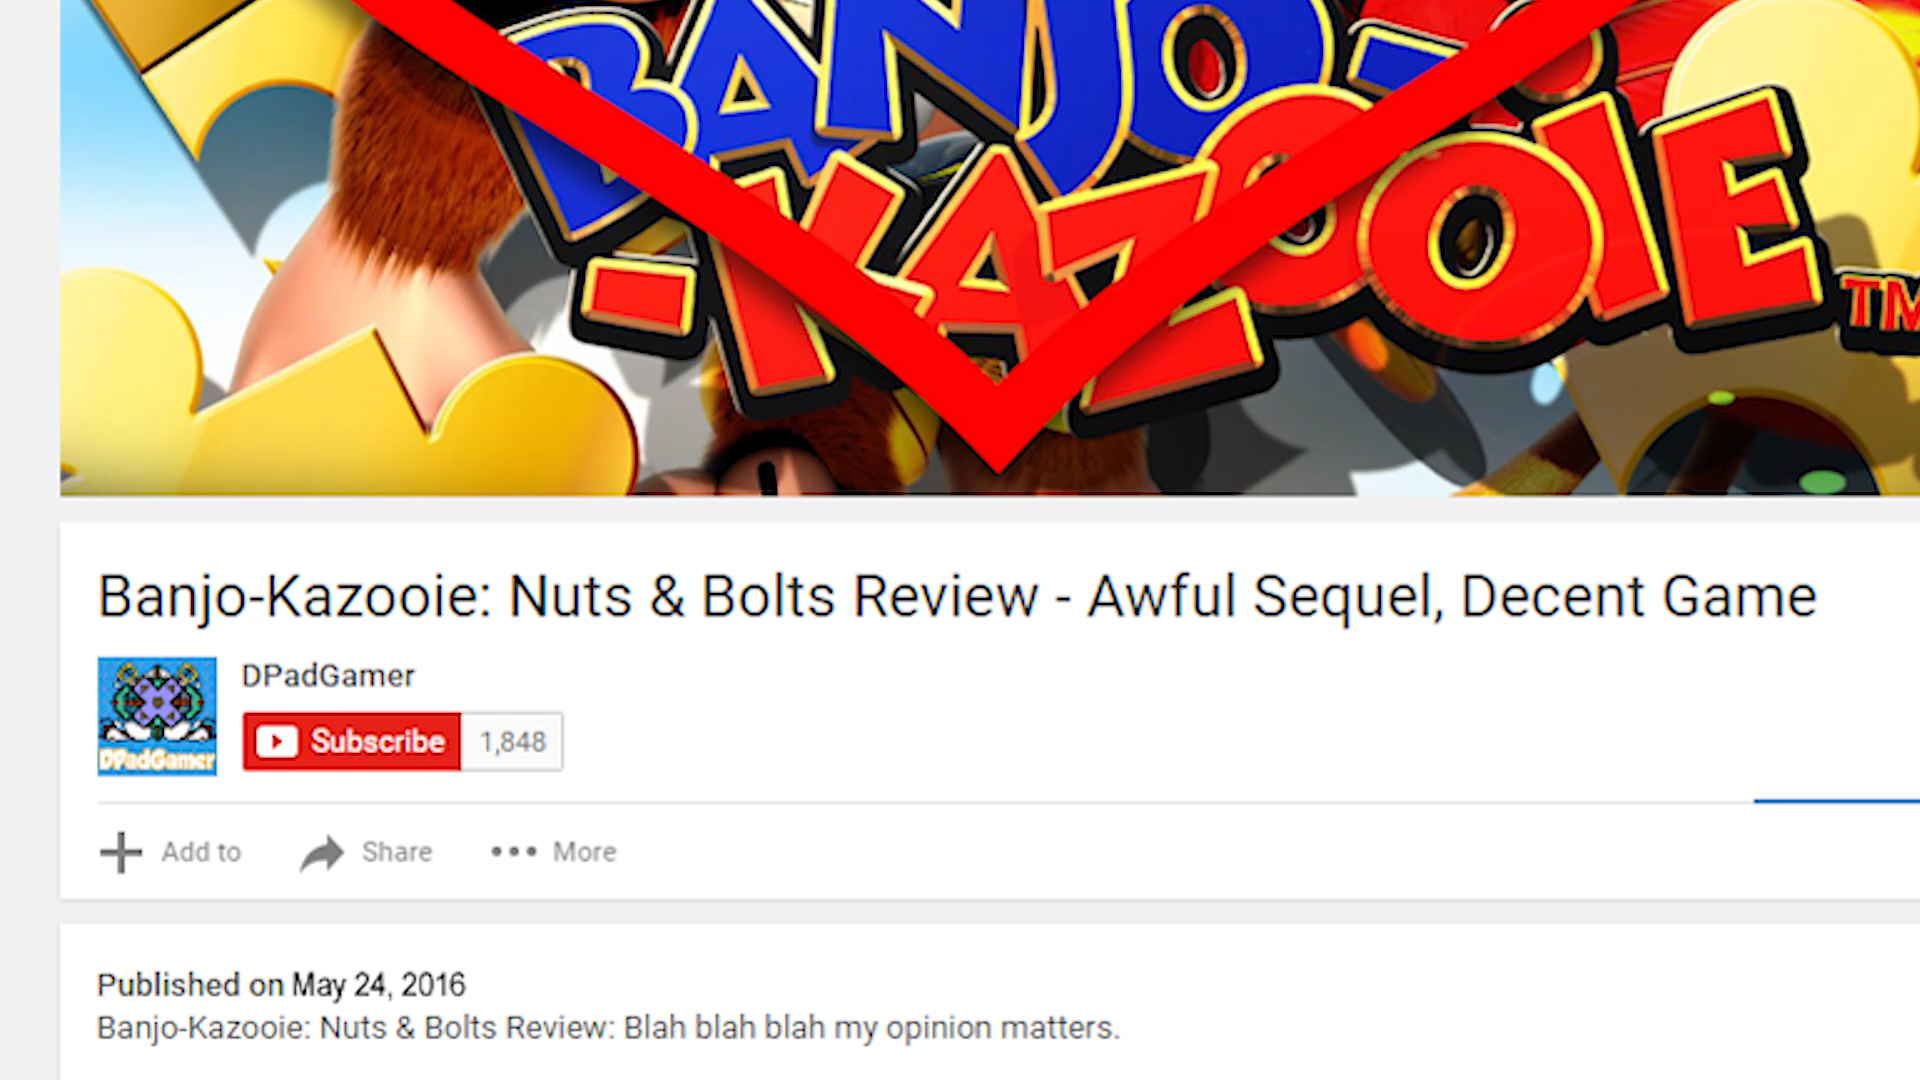 BANJO-
-KAZOOIE
TM
Banjo-Kazooie: Nuts & Bolts Review - Awful Sequel, Decent Game
DPadGamer
DPadGamer
Subscribe 1,848
Add to Share More
Published on May 24, 2016
Banjo-Kazooie: Nuts & Bolts Review: Blah blah blah my opinion matters.